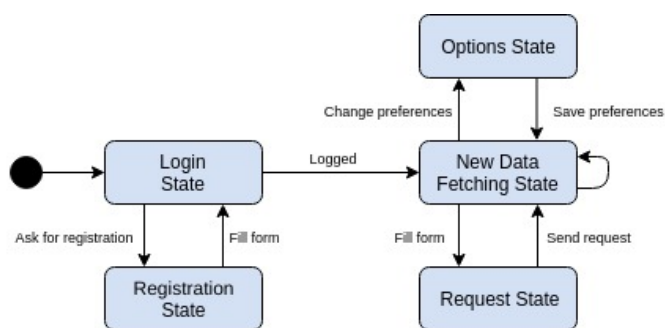 Options State
Change preferences
Save preferences
Login
State
Logged
New Data
Fetching State
Ask for registration
Fill form
Fill form
Send request
Registration
State
Request State